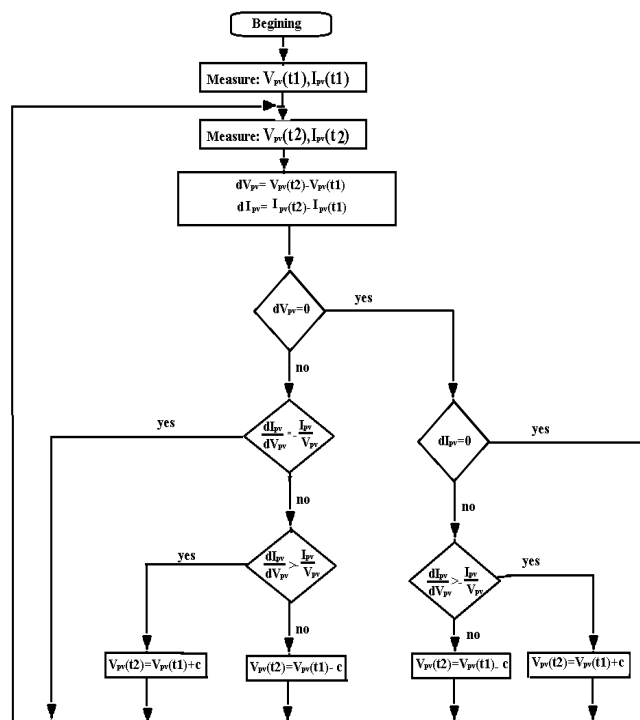 Begining
Measure: Vpv(t1),Ipv(t1)
Measure: Vpv(t2),Ipv(t2)
dVpv= Vpv(t2)-Vpv(t1)
dIpv= Ipv(t2)- Ipv(t1)
dVpv=0
yes
no
dIpv/dVpv=-Ipv/Vpv
yes
dIpv=0
yes
no
no
dIpv/dVpv>-Ipv/Vpv
yes
dIpv/dVpv>-Ipv/Vpv
yes
no
no
Vpv(t2)=Vpv(t1)+c
Vpv(t2)=Vpv(t1)- c
Vpv(t2)=Vpv(t1)- c
Vpv(t2)=Vpv(t1)+c